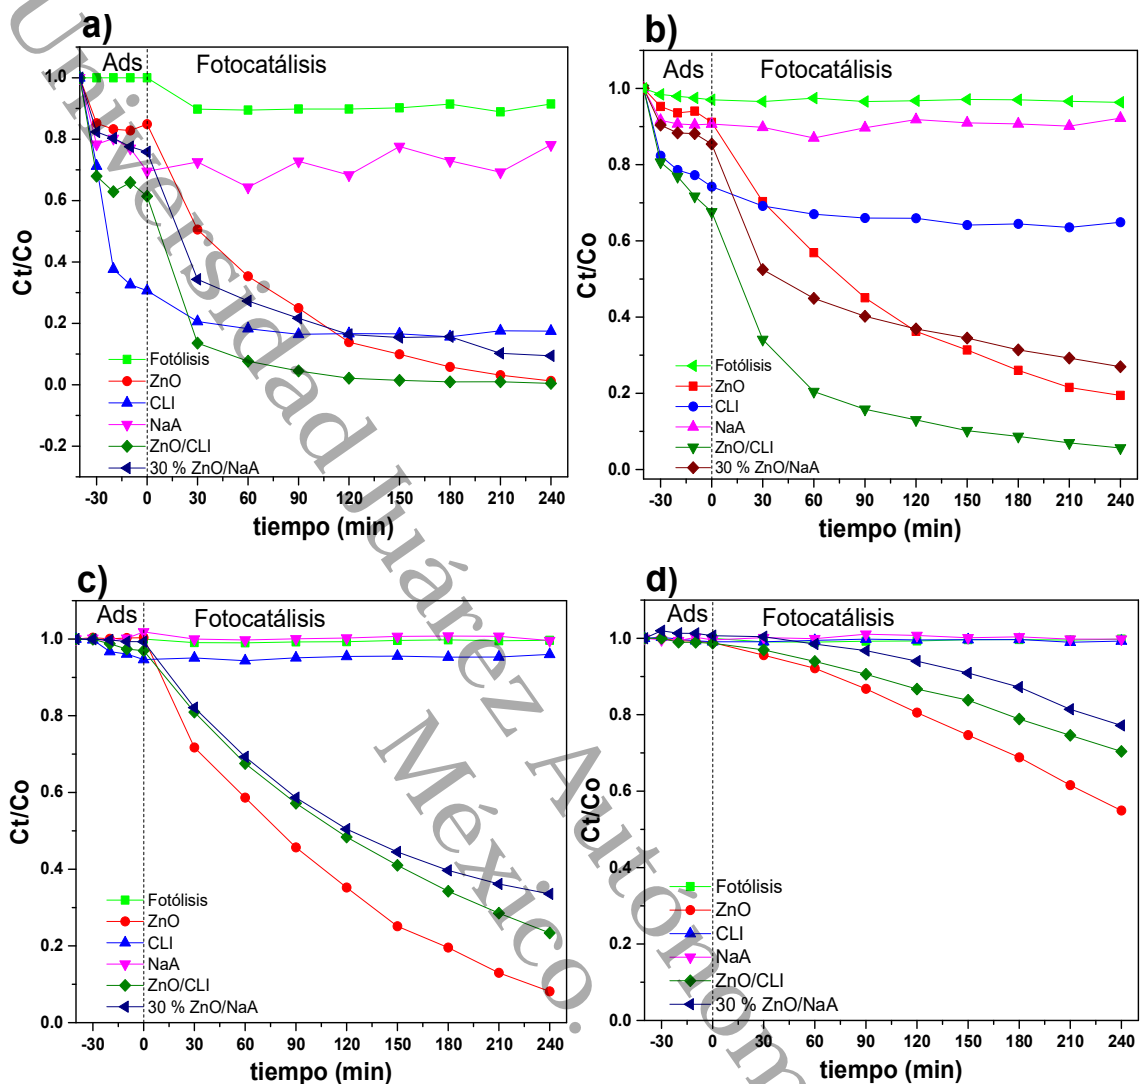 a)
Ads Fotocatálisis
1.0
0.8
0.6
0.4
0.2
0.0
-0.2
Ct/Co
Fotólisis
ZnO
CLI
NaA
ZnO/CLI
30 % ZnO/NaA
-30 0 30 60 90 120 150 180 210 240
tiempo (min)
b)
Ads Fotocatálisis
1.0
0.8
0.6
0.4
0.2
0.0
Ct/Co
Fotólisis
ZnO
CLI
NaA
ZnO/CLI
30 % ZnO/NaA
-30 0 30 60 90 120 150 180 210 240
tiempo (min)
c)
Ads Fotocatálisis
1.0
0.8
0.6
0.4
0.2
0.0
Ct/Co
Fotólisis
ZnO
CLI
NaA
ZnO/CLI
30 % ZnO/NaA
-30 0 30 60 90 120 150 180 210 240
tiempo (min)
d)
Ads Fotocatálisis
1.0
0.8
0.6
0.4
0.2
0.0
Ct/Co
Fotólisis
ZnO
CLI
NaA
ZnO/CLI
30 % ZnO/NaA
-30 0 30 60 90 120 150 180 210 240
tiempo (min)
Universidad Juárez Autónom
México.